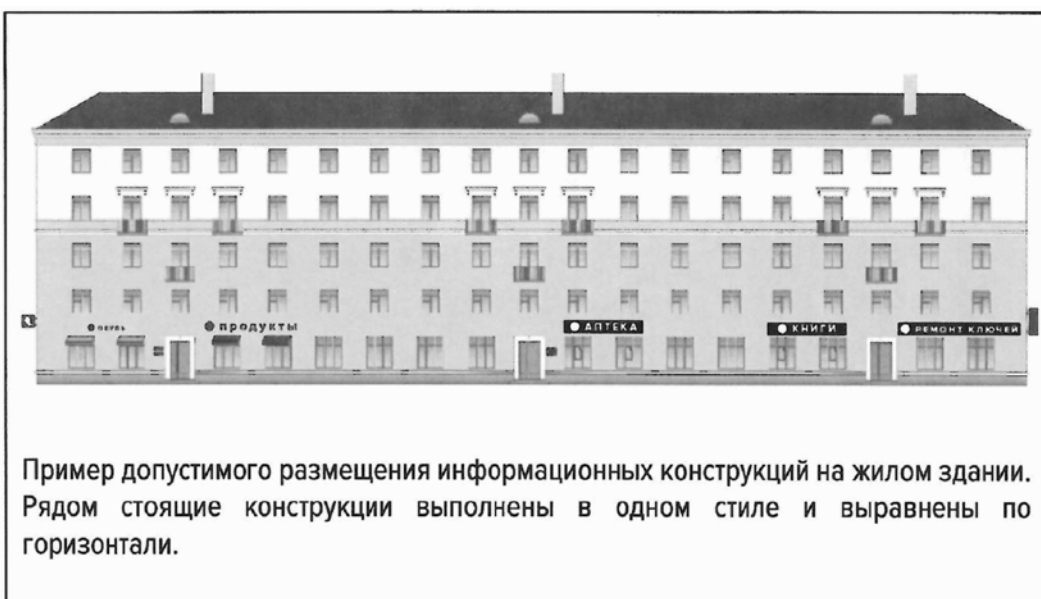 ОБУВЬ
ПРОДУКТЫ
АПТЕКА
КНИГИ
РЕМОНТ КЛЮЧЕЙ
Пример допустимого размещения информационных конструкций на жилом здании.
Рядом стоящие конструкции выполнены в одном стиле и выравнены по
горизонтали.